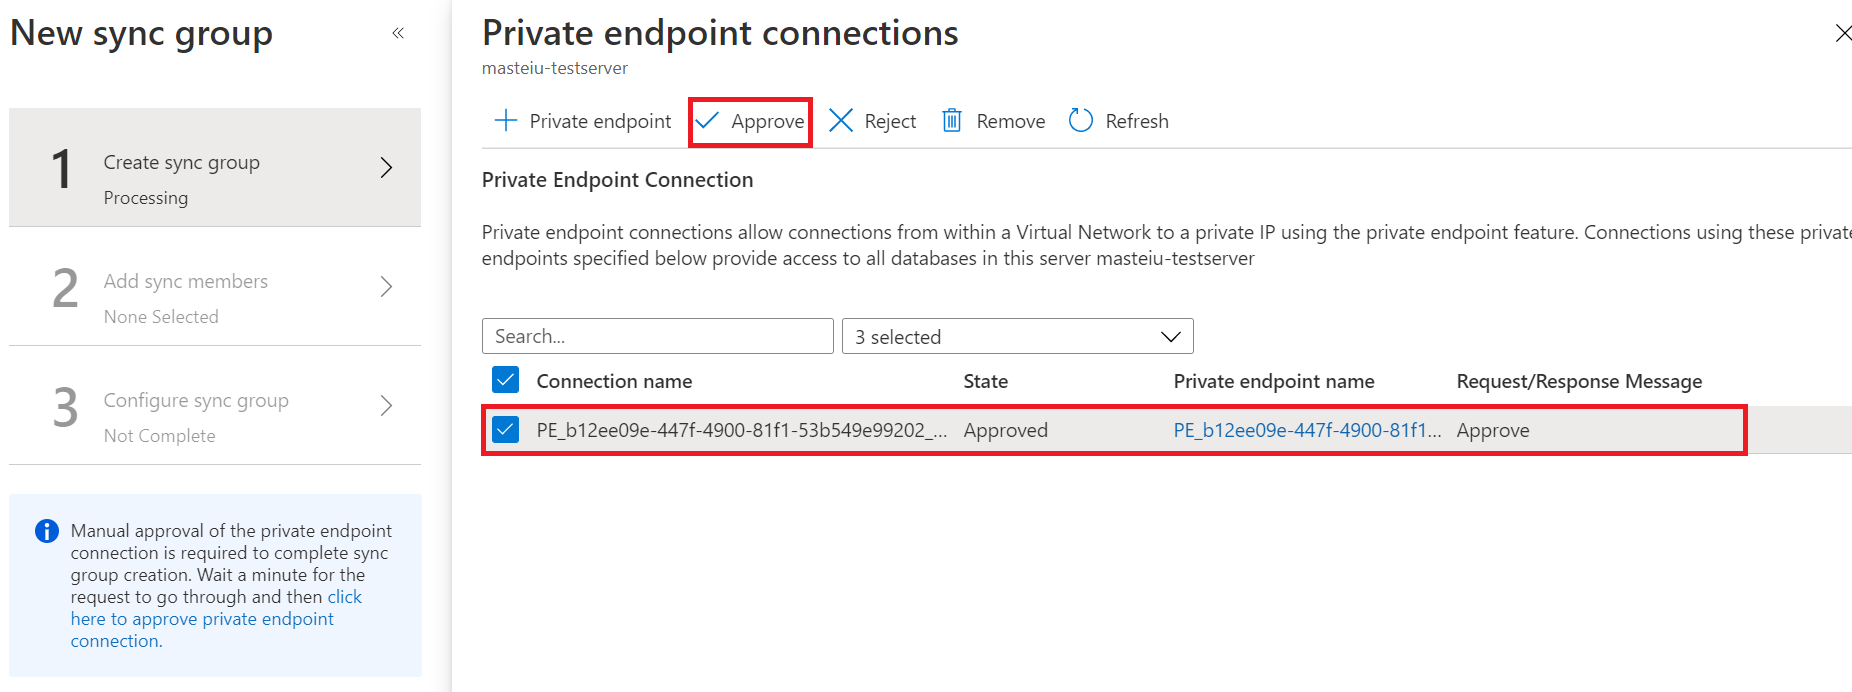 New sync group
«
1
Create sync group
Processing
2
Add sync members
None Selected
3
Configure sync group
Not Complete
Manual approval of the private endpoint
connection is required to complete sync
group creation. Wait a minute for the
request to go through and then click
here to approve private endpoint
connection.
Private endpoint connections
masteiu-testserver
Private endpoint Approve Reject Remove Refresh
Private Endpoint Connection
Private endpoint connections allow connections from within a Virtual Network to a private IP using the private endpoint feature. Connections using these private
endpoints specified below provide access to all databases in this server masteiu-testserver
Search... 3 selected
Connection name State Private endpoint name Request/Response Message
PE_b12ee09e-447f-4900-81f1-53b549e99202_... Approved PE_b12ee09e-447f-4900-81f1... Approve